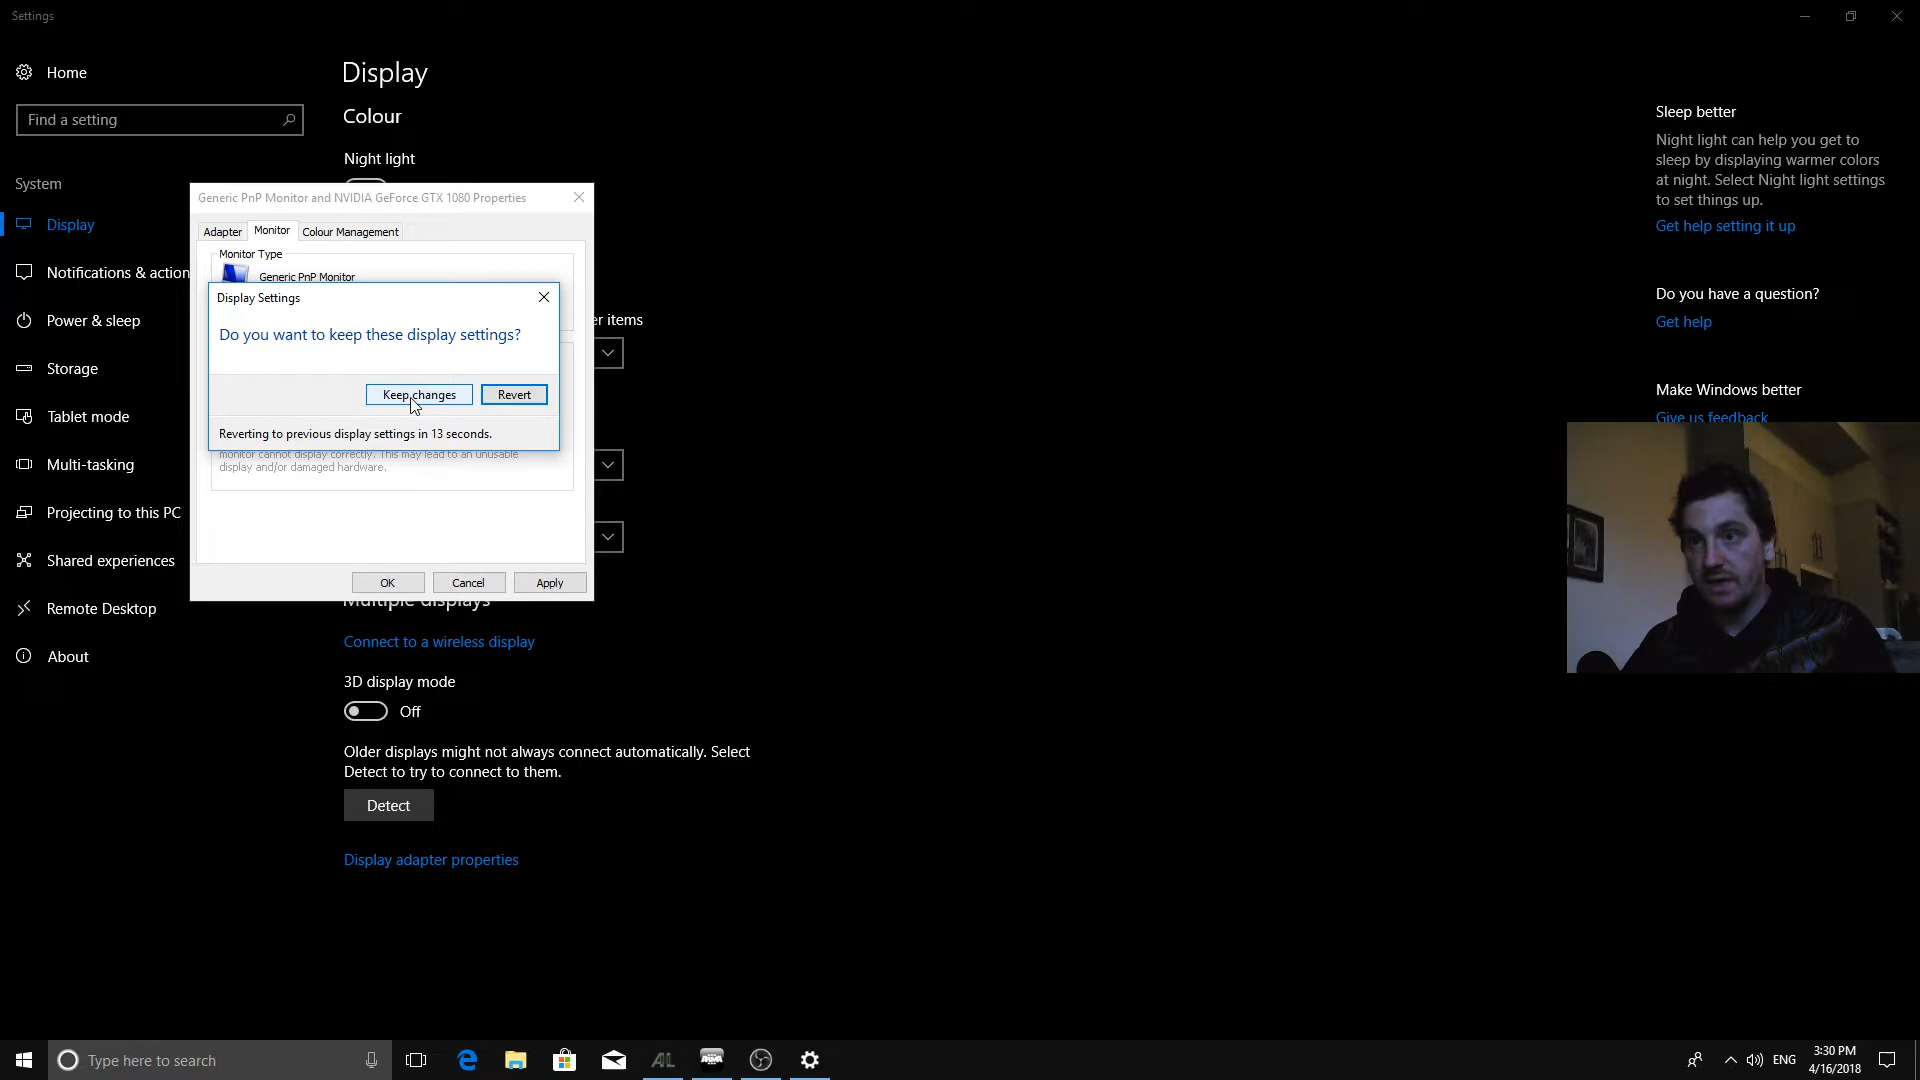 Settings
Home
Find a setting
System
Display
Notifications & action
Power & sleep
Storage
Tablet mode
Multi-tasking
Projecting to this PC
Shared experiences
Remote Desktop
About
Display
Colour
Night light
Generic PnP Monitor and NVIDIA GeForce GTX 1080 Properties
Adapter
Monitor
Colour Management
Monitor Type
Generic PnP Monitor
Display Settings
Do you want to keep these display settings?
Keep changes
Revert
Reverting to previous display settings in 13 seconds.
monitor cannot display correctly. This may lead to an unusable
display and/or damaged hardware.
OK
Cancel
Apply
er items
Multiple displays
Connect to a wireless display
3D display mode
Off
Older displays might not always connect automatically. Select
Detect to try to connect to them.
Detect
Display adapter properties
Sleep better
Night light can help you get to
sleep by displaying warmer colors
at night. Select Night light settings
to set things up.
Get help setting it up
Do you have a question?
Get help
Make Windows better
Give us feedback
Type here to search
AL
ENG
3:30 PM
4/16/2018